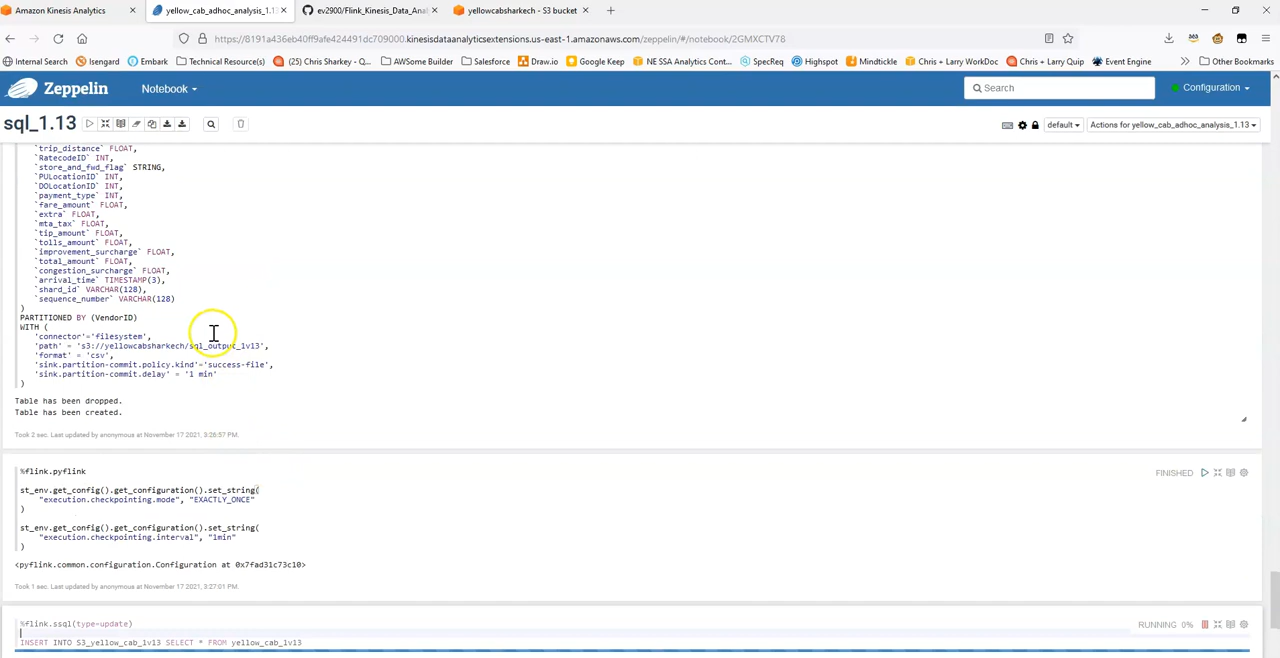 Amazon Kinesis Analytics
yellow_cab_adhoc_analysis_1.1
ev2900/Flink_Kinesis_Data_Ana
yellowcabsharkech - S3 bucket
https://8191a436eb40ff9afe424491dc709000.kinesisdataanalyticsextensions.us-east-1.amazonaws.com/zeppelin/#/notebook/2GMXCTV78
Internal Search
Isengard
(25) Chris Sharkey - Q...
Embark
Technical Resource(s)
AWSome Builder
Salesforce
Draw.io
Google Keep
NE SSA Analytics Cont...
SpecReq
Highspot
Mindtickle
Chris + Larry WorkDoc
Chris + Larry Quip
Event Engine
Other Bookmarks
Zeppelin
Notebook
Search
Configuration
sql_1.13
default
Actions for yellow_cab_adhoc_analysis_1.13
`trip_distance` FLOAT,
`RatecodeID` INT,
`store_and_fwd_flag` STRING,
`PULocationID` INT,
`DOLocationID` INT,
`payment_type` INT,
`fare_amount` FLOAT,
`extra` FLOAT,
`mta_tax` FLOAT,
`tip_amount` FLOAT,
`tolls_amount` FLOAT,
`improvement_surcharge` FLOAT,
`total_amount` FLOAT,
`congestion_surcharge` FLOAT,
`arrival_time` TIMESTAMP(3),
`shard_id` VARCHAR(128),
`sequence_number` VARCHAR(128)
)
PARTITIONED BY (VendorID)
WITH (
'connector'='filesystem',
'path' = 's3://yellowcabsharkech/sql_output_1v13',
'format' = 'csv',
'sink.partition-commit.policy.kind'='success-file',
'sink.partition-commit.delay' = '1 min'
)
Table has been dropped.
Table has been created.
Took 2 sec. Last updated by anonymous at November 17 2021, 3:26:57 PM.
%flink.pyflink
FINISHED
st_env.get_config().get_configuration().set_string(
"execution.checkpointing.mode", "EXACTLY_ONCE"
)
st_env.get_config().get_configuration().set_string(
"execution.checkpointing.interval", "1min"
)
<pyflink.common.configuration.Configuration at 0x7fad31c73c10>
Took 1 sec. Last updated by anonymous at November 17 2021, 3:27:01 PM.
%flink.ssql(type=update)
RUNNING 0%
INSERT INTO S3_yellow_cab_1v13 SELECT * FROM yellow_cab_1v13